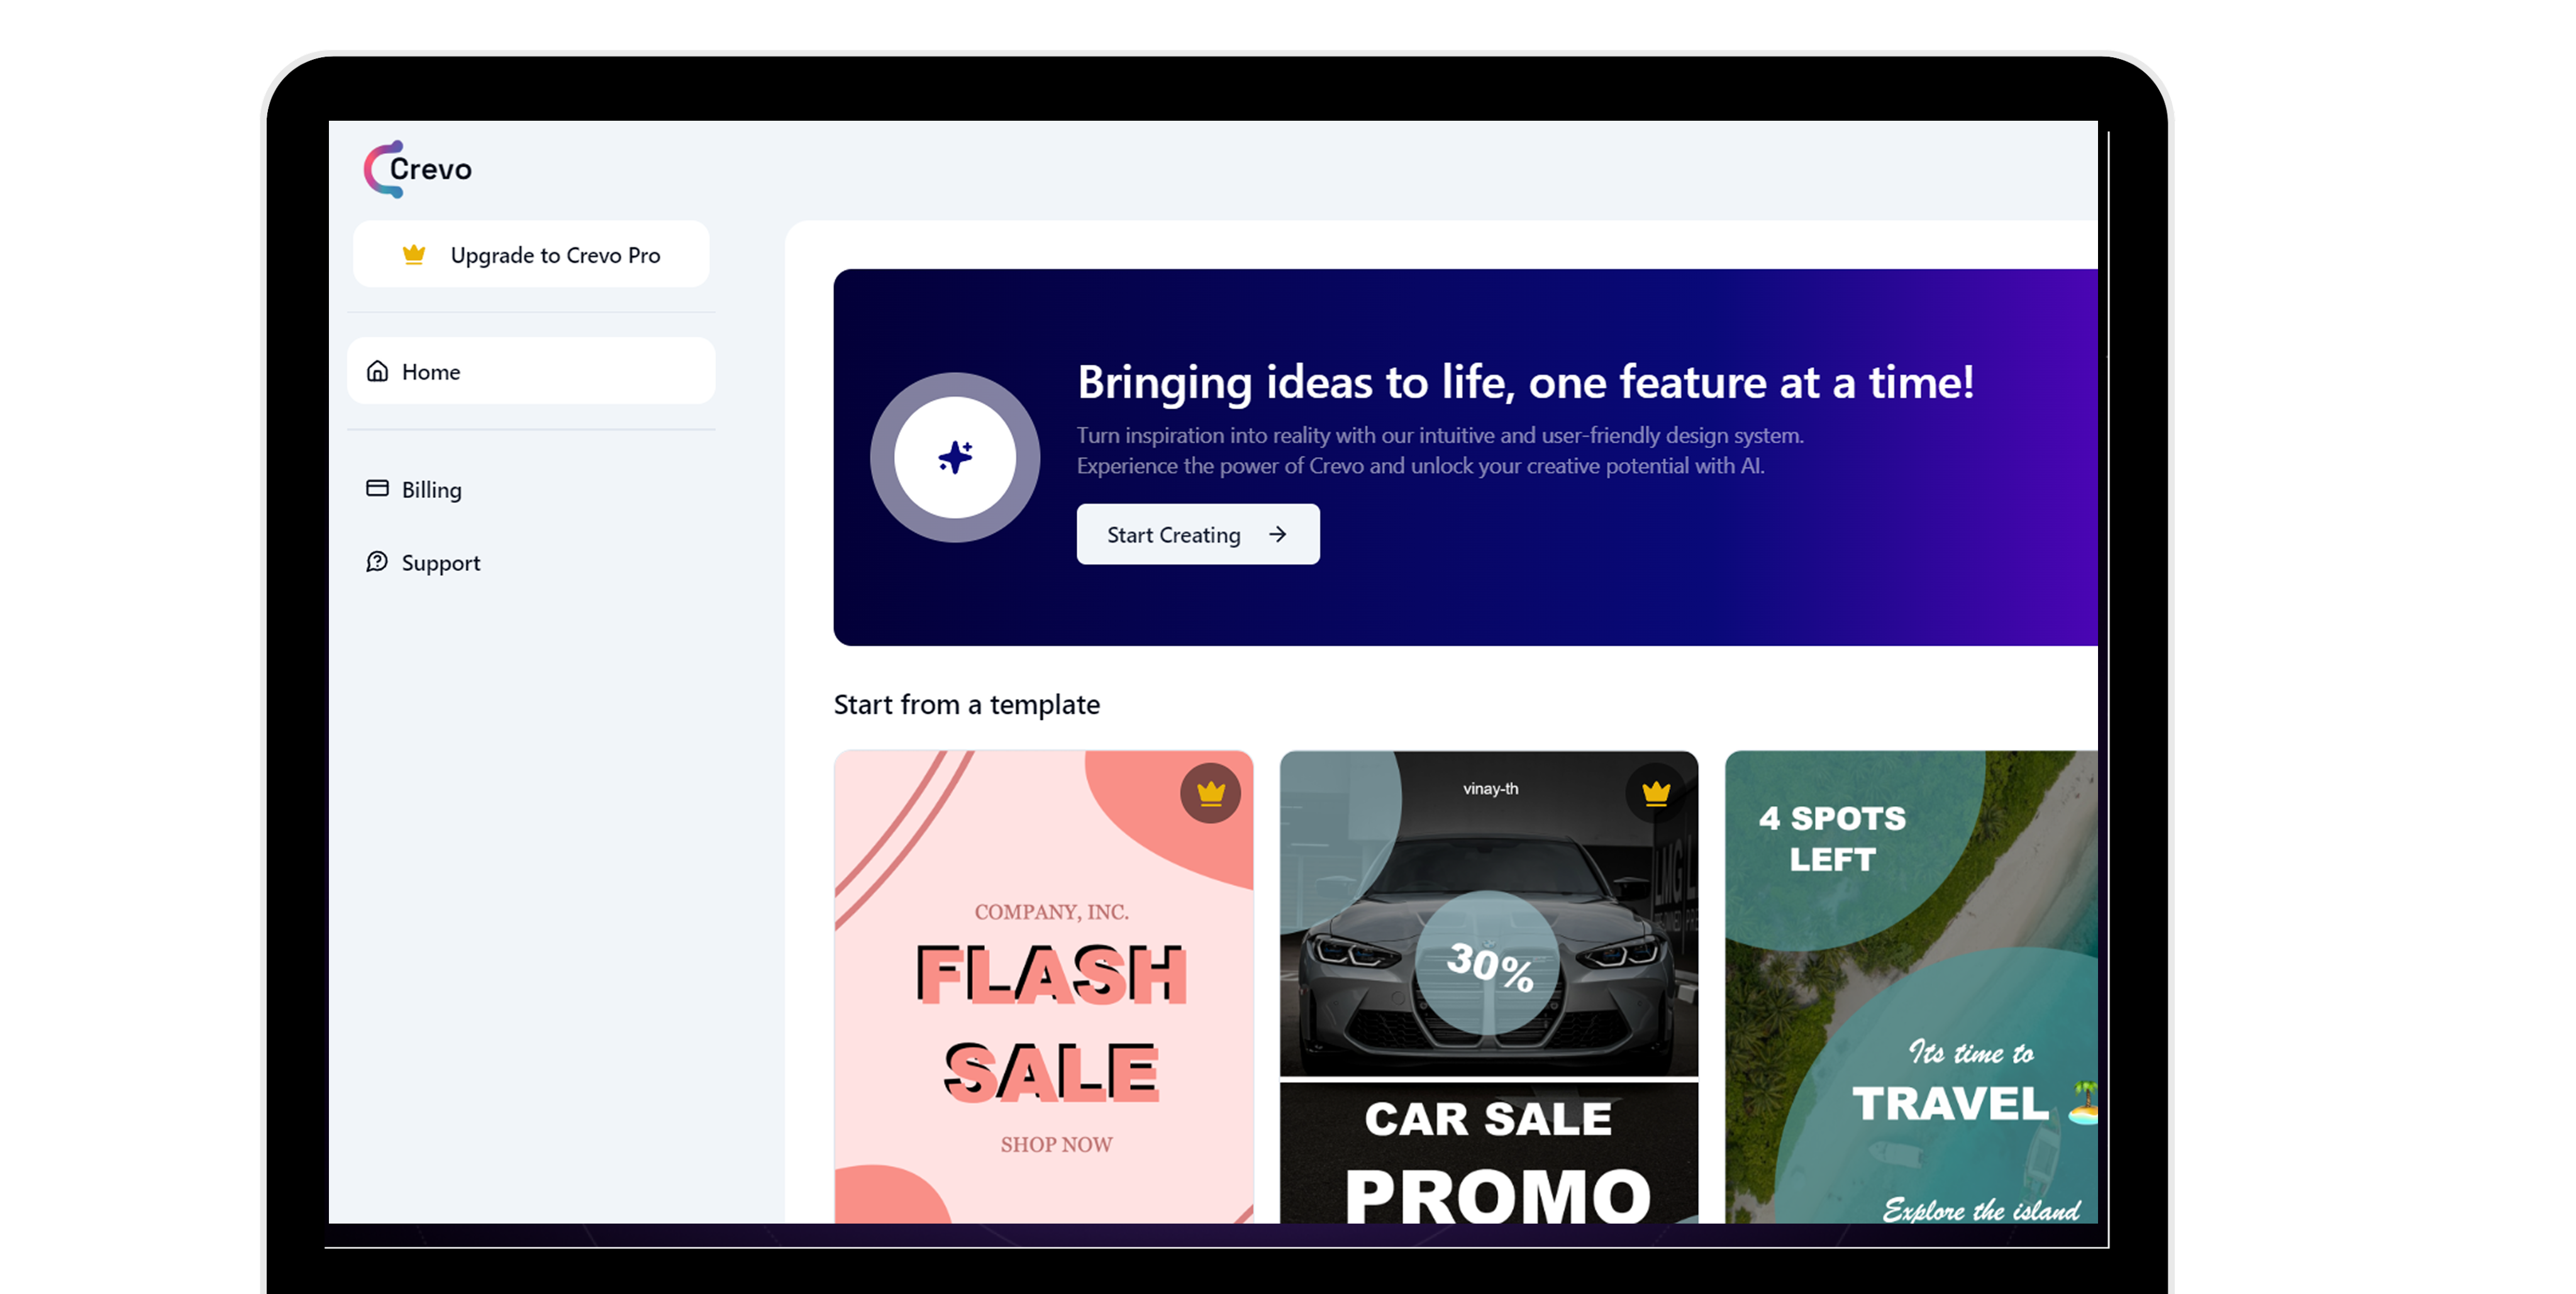 Crevo
Upgrade to Crevo Pro
Home
Billing
Support
Bringing ideas to life, one feature at a time!
Turn inspiration into reality with our intuitive and user-friendly design system.
Experience the power of Crevo and unlock your creative potential with AI.
Start Creating
Start from a template
COMPANY, INC.
FLASH
SALE
SHOP NOW
vinay-th
30%
CAR SALE
PROMO
4 SPOTS
LEFT
Its time to
TRAVEL
Explore the island